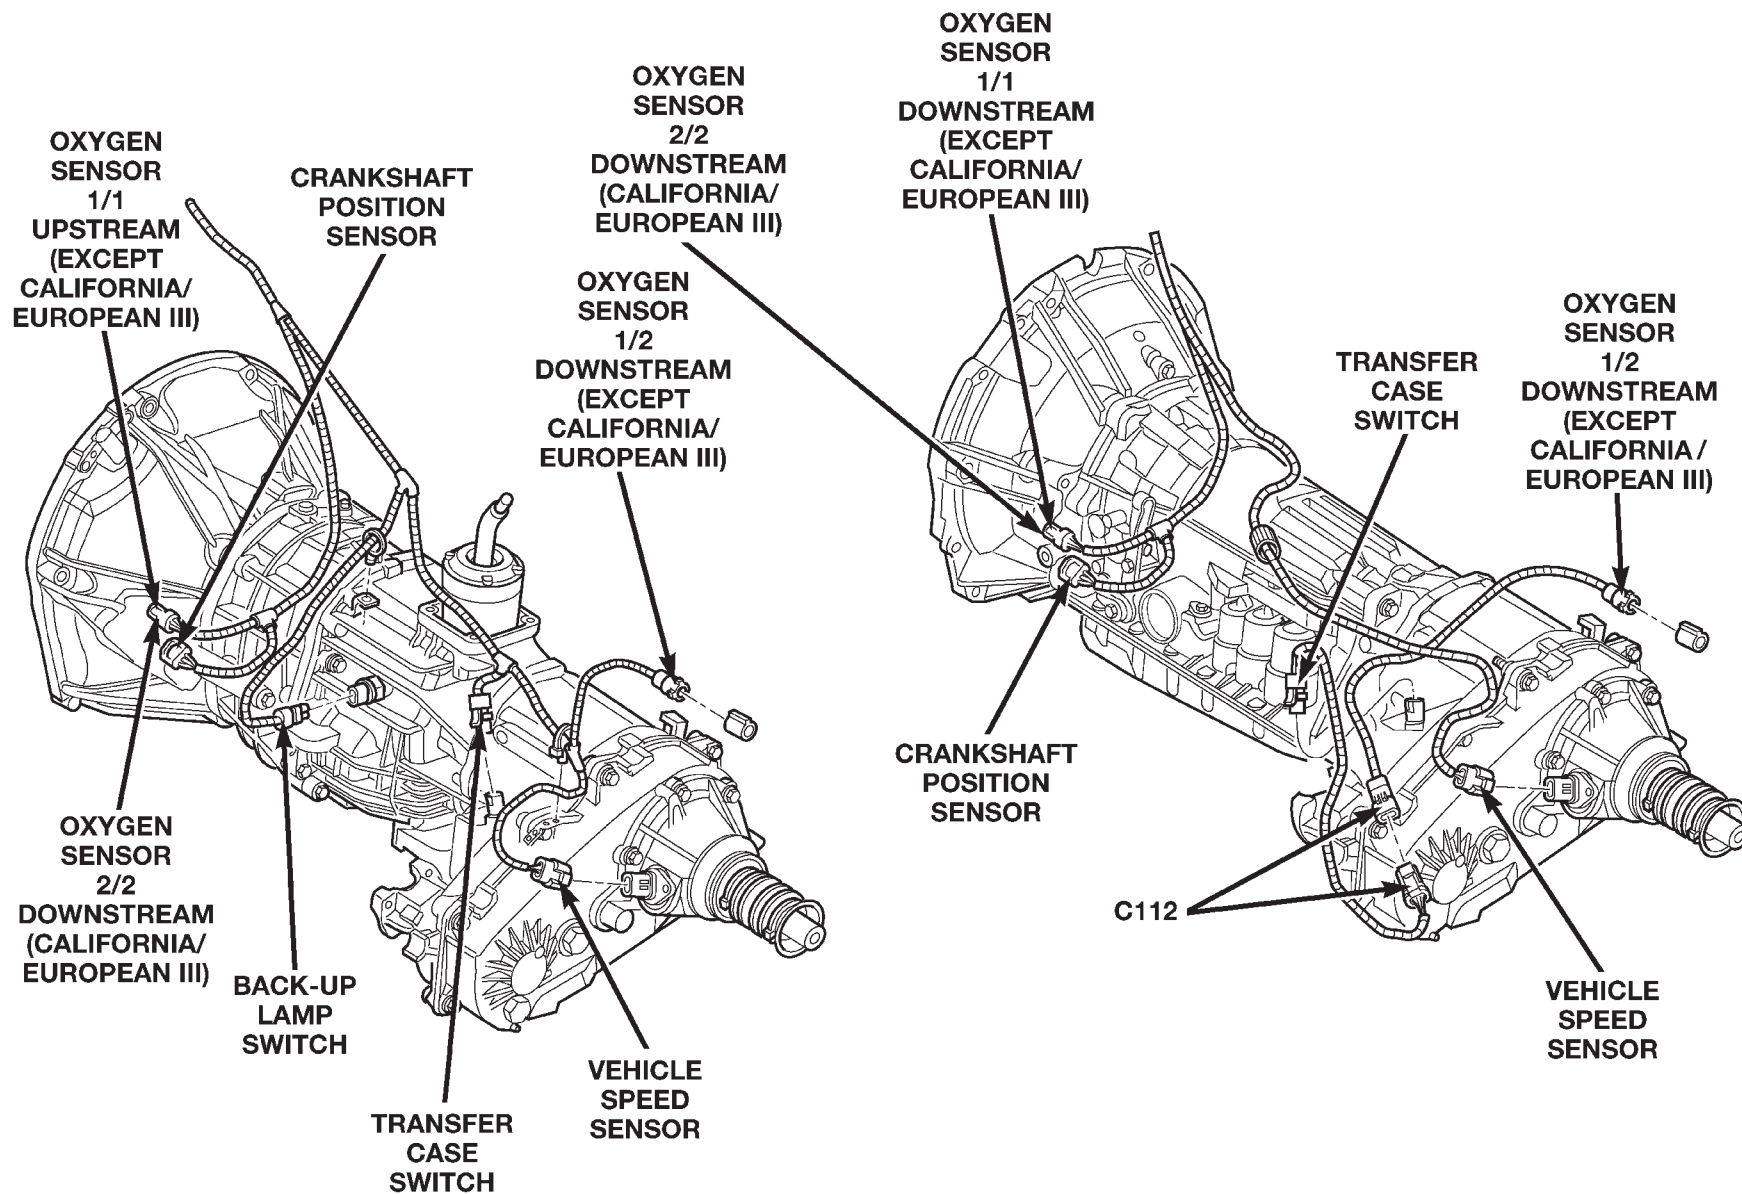 OXYGEN
SENSOR
1/1
UPSTREAM
(EXCEPT
CALIFORNIA/
EUROPEAN III)
CRANKSHAFT
POSITION
SENSOR
OXYGEN
SENSOR
2/2
DOWNSTREAM
(CALIFORNIA/
EUROPEAN III)
OXYGEN
SENSOR
1/2
DOWNSTREAM
(EXCEPT
CALIFORNIA/
EUROPEAN III)
OXYGEN
SENSOR
2/2
DOWNSTREAM
(CALIFORNIA/
EUROPEAN III)
BACK-UP
LAMP
SWITCH
TRANSFER
CASE
SWITCH
VEHICLE
SPEED
SENSOR
OXYGEN
SENSOR
1/1
DOWNSTREAM
(EXCEPT
CALIFORNIA/
EUROPEAN III)
TRANSFER
CASE
SWITCH
OXYGEN
SENSOR
1/2
DOWNSTREAM
(EXCEPT
CALIFORNIA /
EUROPEAN III)
CRANKSHAFT
POSITION
SENSOR
C112
VEHICLE
SPEED
SENSOR